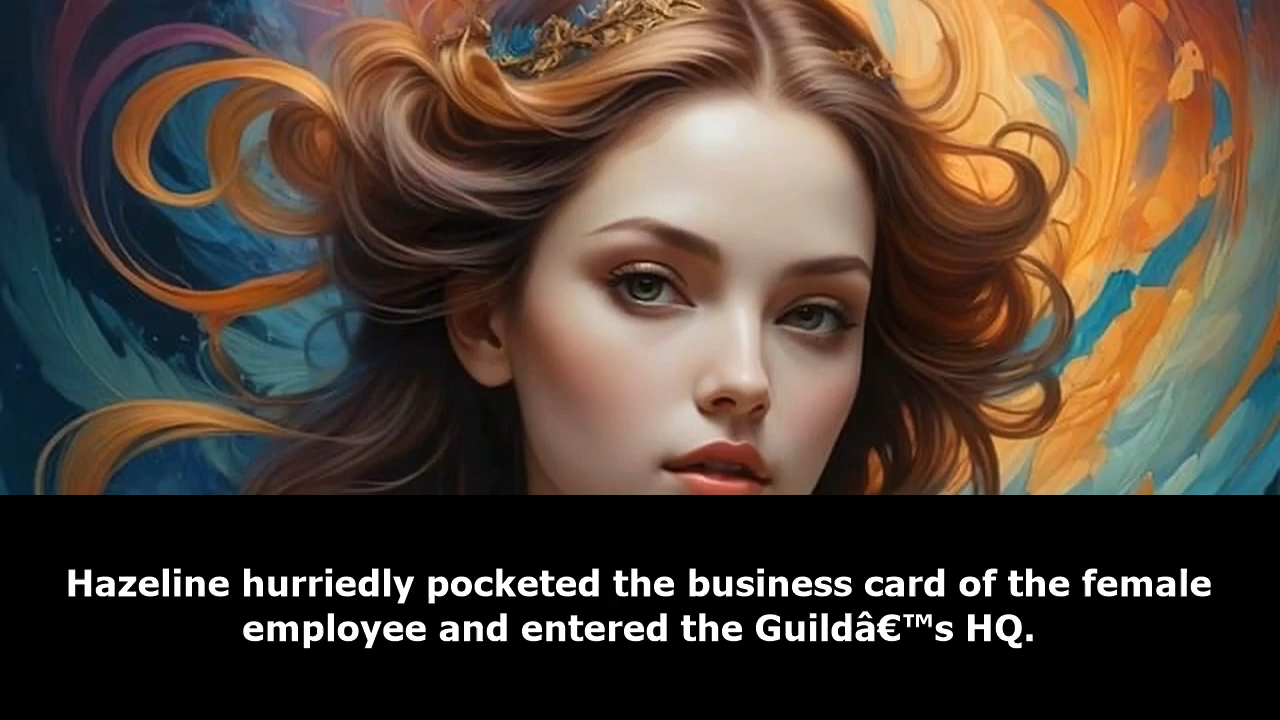 Hazeline hurriedly pocketed the business card of the female
employee and entered the Guildâ€™s HQ.